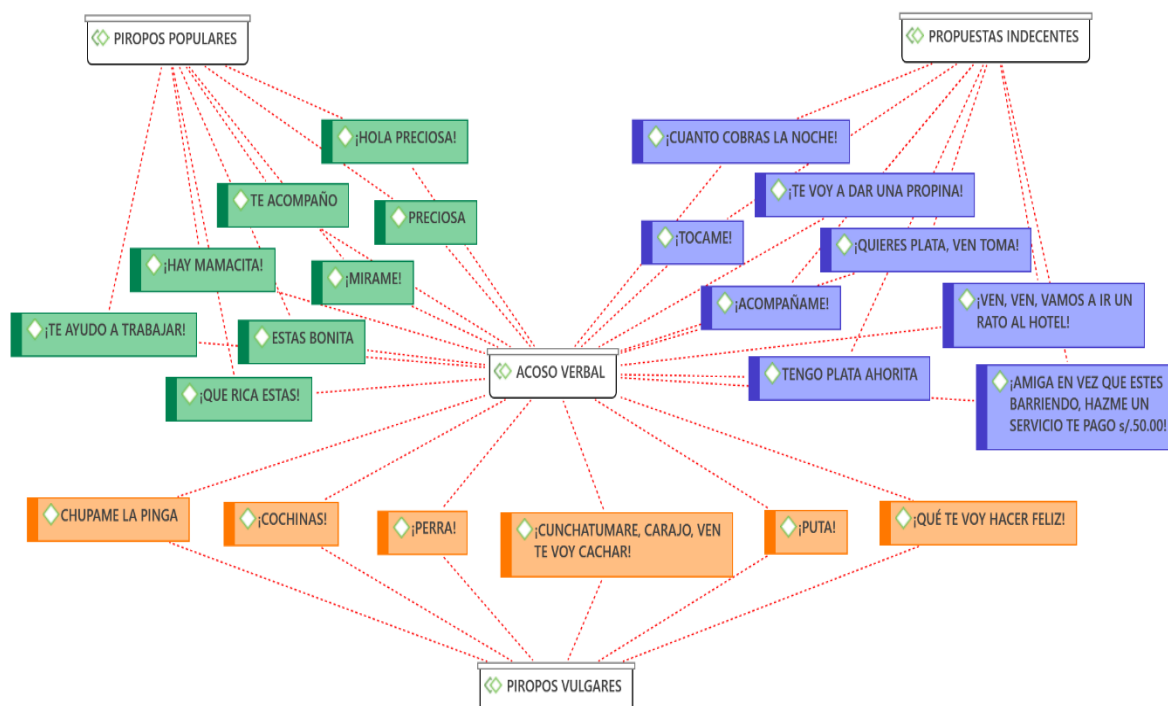 PIROPOS POPULARES
PROPUESTAS INDECENTES
¡HOLA PRECIOSA!
¡CUANTO COBRAS LA NOCHE!
TE ACOMPAÑO
¡TE VOY A DAR UNA PROPINA!
PRECIOSA
¡TOCAME!
¡QUIERES PLATA, VEN TOMA!
¡HAY MAMACITA!
¡MIRAME!
¡ACOMPAÑAME!
¡VEN, VEN, VAMOS A IR UN
RATO AL HOTEL!
¡TE AYUDO A TRABAJAR!
ESTAS BONITA
ACOSO VERBAL
TENGO PLATA AHORITA
¡QUE RICA ESTAS!
¡AMIGA EN VEZ QUE ESTES
BARRIENDO, HAZME UN
SERVICIO TE PAGO s/.50.00!
CHUPAME LA PINGA
¡COCHINAS!
¡PERRA!
¡CUNCHATUMARE, CARAJO, VEN
TE VOY CACHAR!
¡PUTA!
¡QUÉ TE VOY HACER FELIZ!
PIROPOS VULGARES